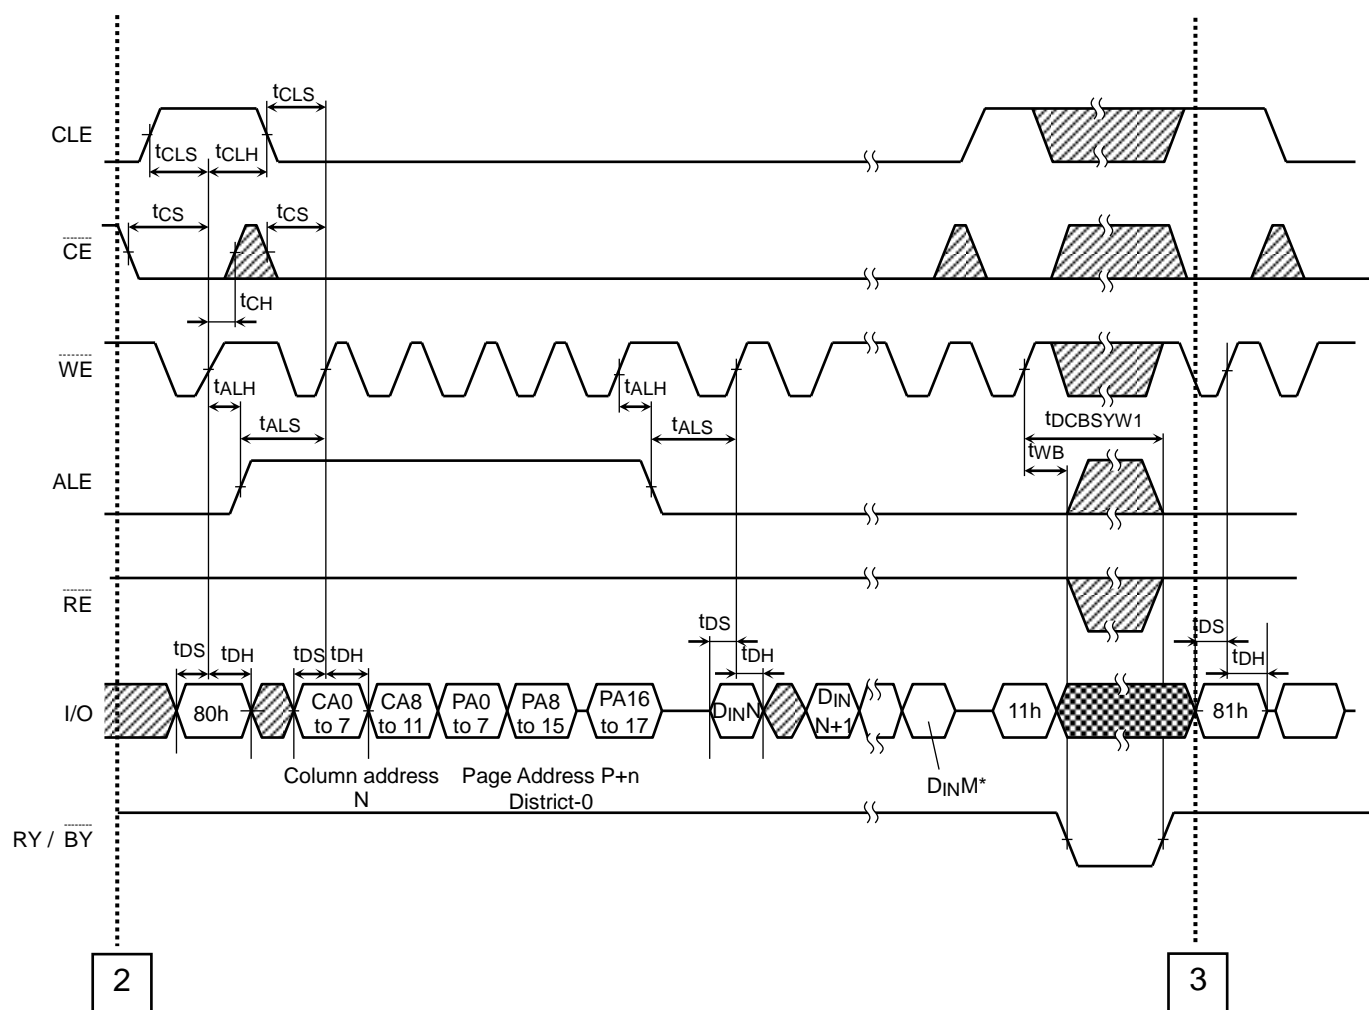 tCLS
CLE
tCLS
tCLH
tCS
tCS
CE
tCH
WE
tALH
tALH
tALS
tALS
tDCBSYW1
tWB
ALE
RE
tDS
tDH
tDS
tDH
tDS
tDH
tDS
tDH
I/O
80h
CA0
to 7
CA8
to 11
PA0
to 7
PA8
to 15
PA16
to 17
DINN
DIN
N+1
11h
81h
DINM*
Column address
N
Page Address P+n
District-0
RY / BY
2
3